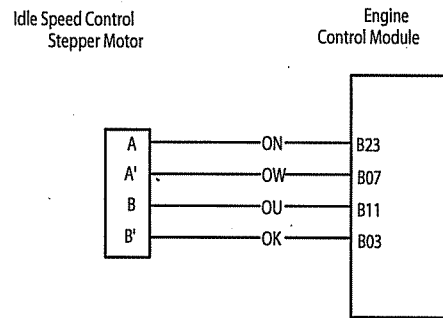 Idle Speed Control
Stepper Motor
Engine
Control Module
A ON B23
A' OW B07
B OU B11
B' OK B03